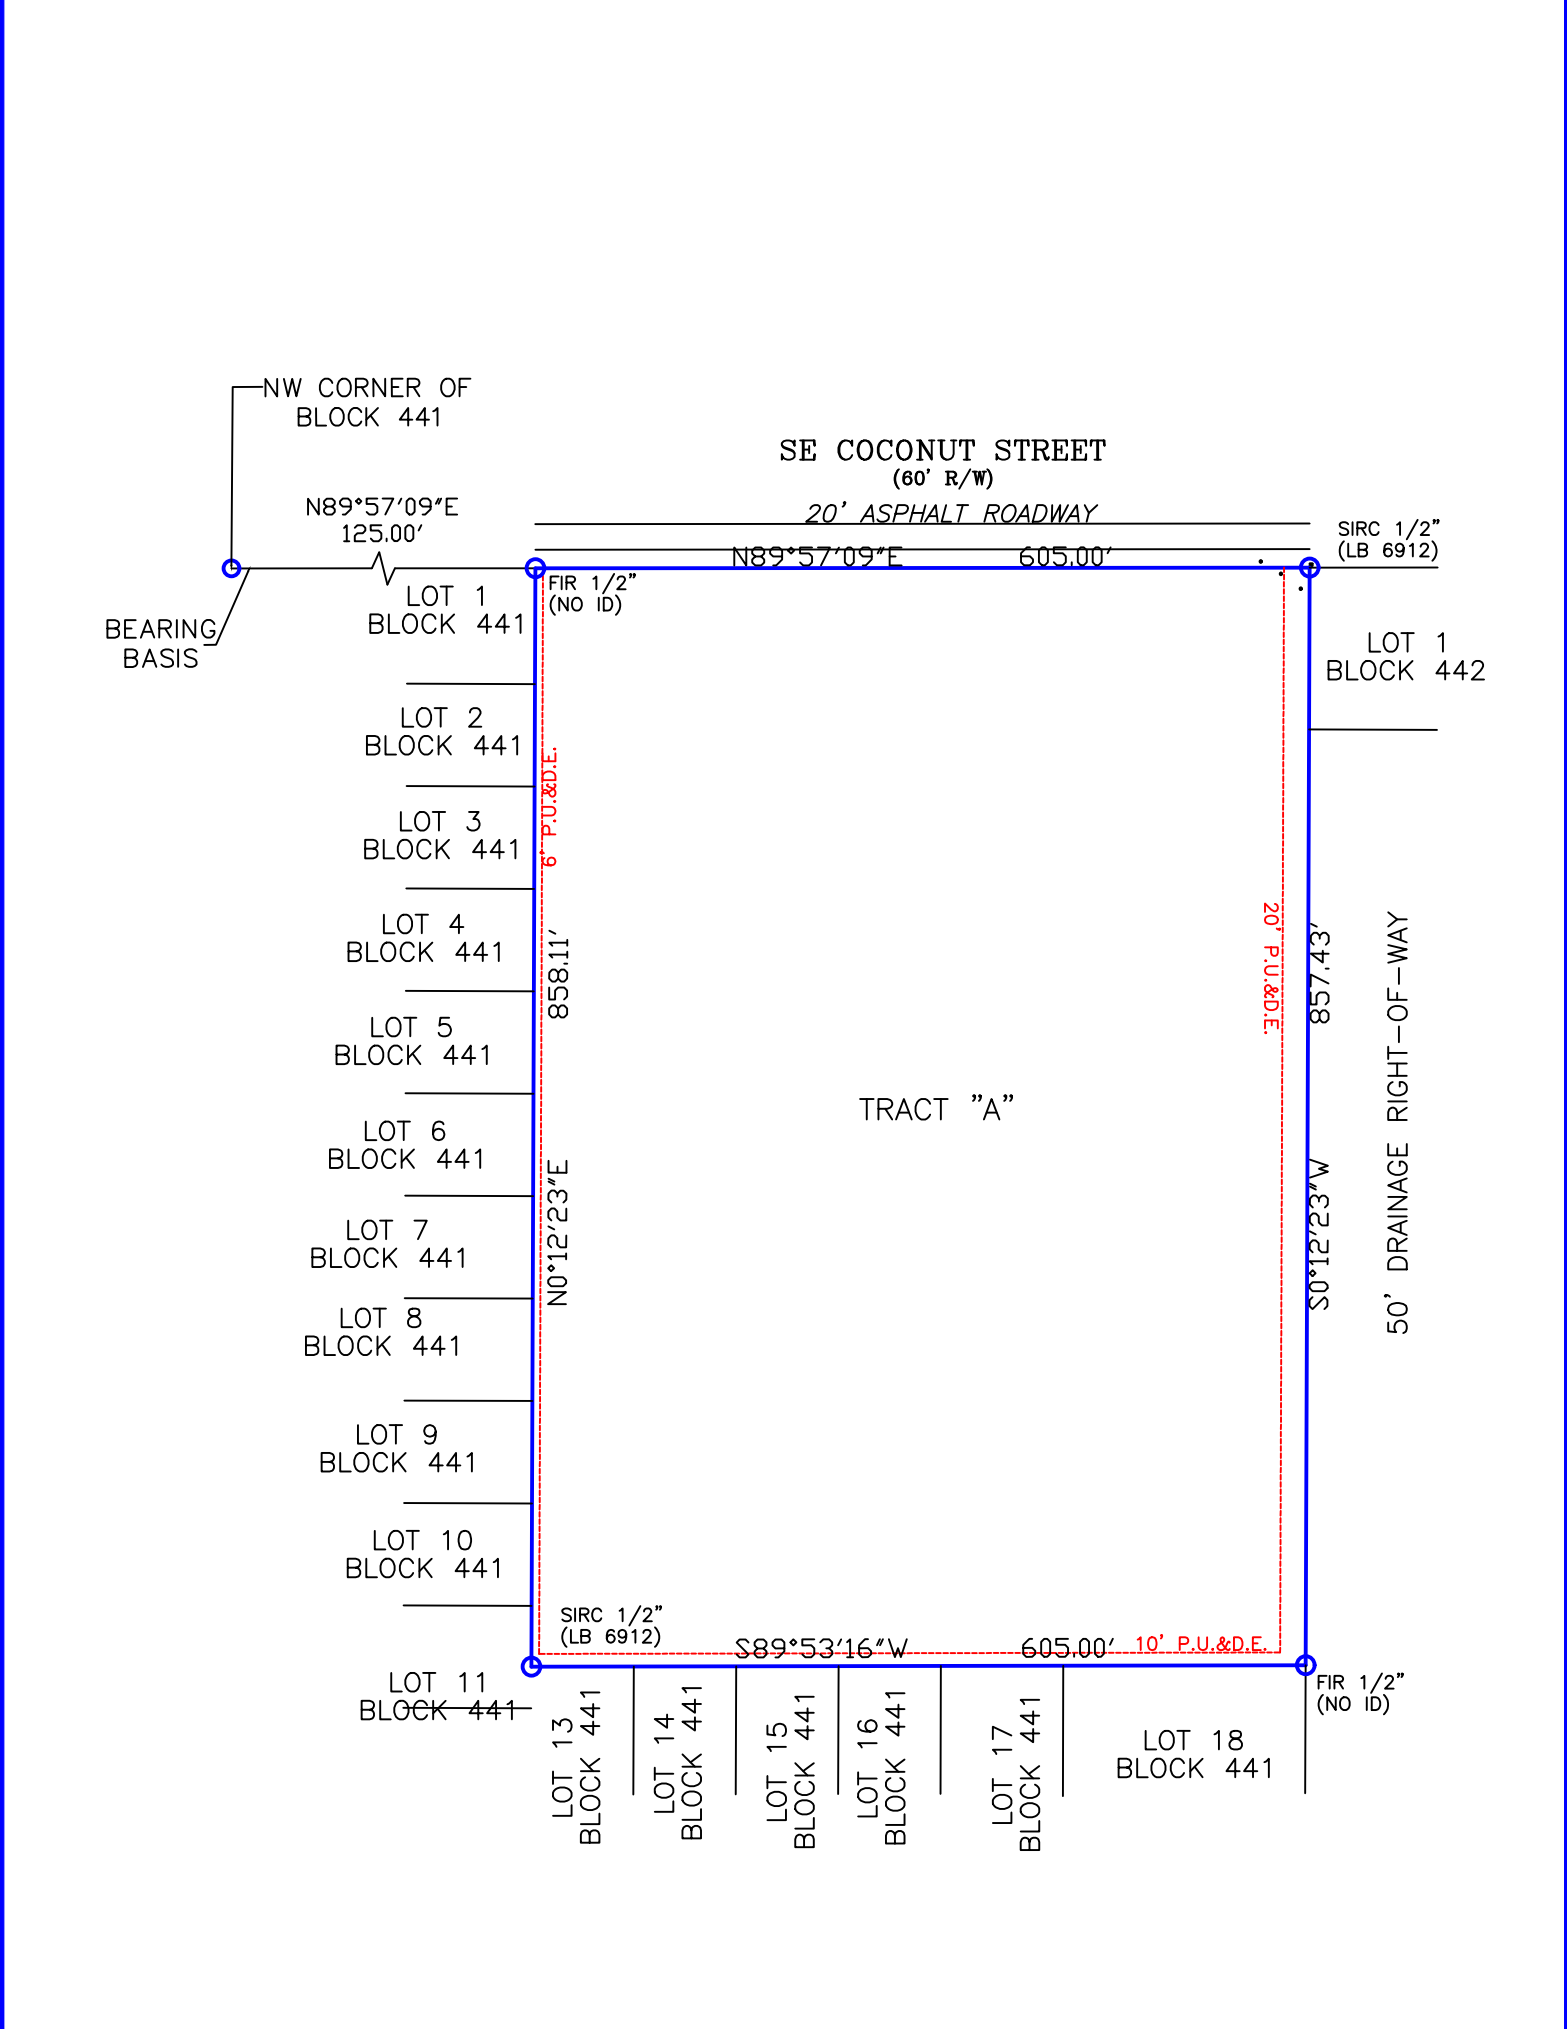 NW CORNER OF
BLOCK 441
SE COCONUT STREET
(60' R/W)
20' ASPHALT ROADWAY
N89°57'09"E
125.00'
SIRC 1/2"
(LB 6912)
N89°57'09"E 605.00'
FIR 1/2"
(NO ID)
LOT 1
BLOCK 441
BEARING
BASIS
LOT 1
BLOCK 442
LOT 2
BLOCK 441
6' P.U.&D.E.
LOT 3
BLOCK 441
LOT 4
BLOCK 441
858.11'
20' P.U.&D.E.
857.43'
50' DRAINAGE RIGHT-OF-WAY
LOT 5
BLOCK 441
TRACT "A"
LOT 6
BLOCK 441
N0°12'23"E
S0°12'23"W
LOT 7
BLOCK 441
LOT 8
BLOCK 441
LOT 9
BLOCK 441
LOT 10
BLOCK 441
SIRC 1/2"
(LB 6912)
S89°53'16"W 605.00'
10' P.U.&D.E.
LOT 11
BLOCK 441
FIR 1/2"
(NO ID)
LOT 13
BLOCK 441
LOT 14
BLOCK 441
LOT 15
BLOCK 441
LOT 16
BLOCK 441
LOT 17
BLOCK 441
LOT 18
BLOCK 441